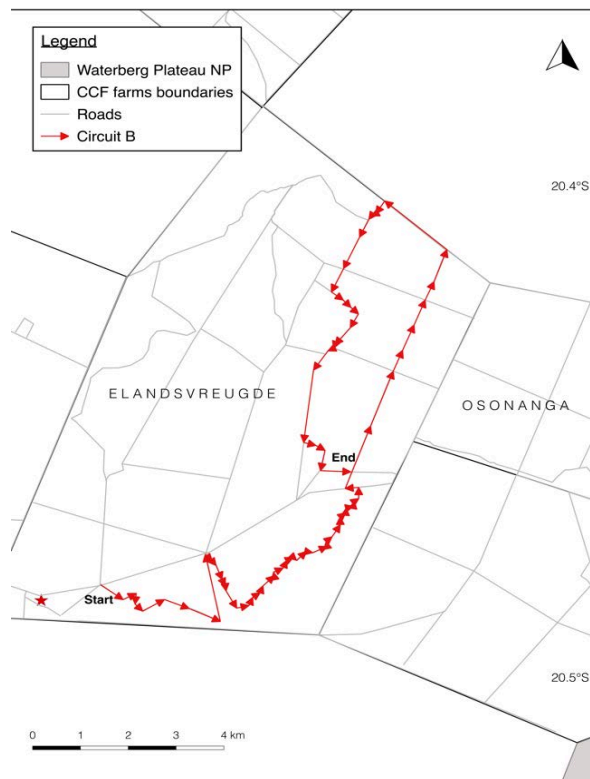 Legend
Waterberg Plateau NP
CCF farms boundaries
Roads
Circuit B
20.4°S
ELANDSVREUGDE
OSONANGA
End
Start
20.5°S
0 1 2 3 4 km